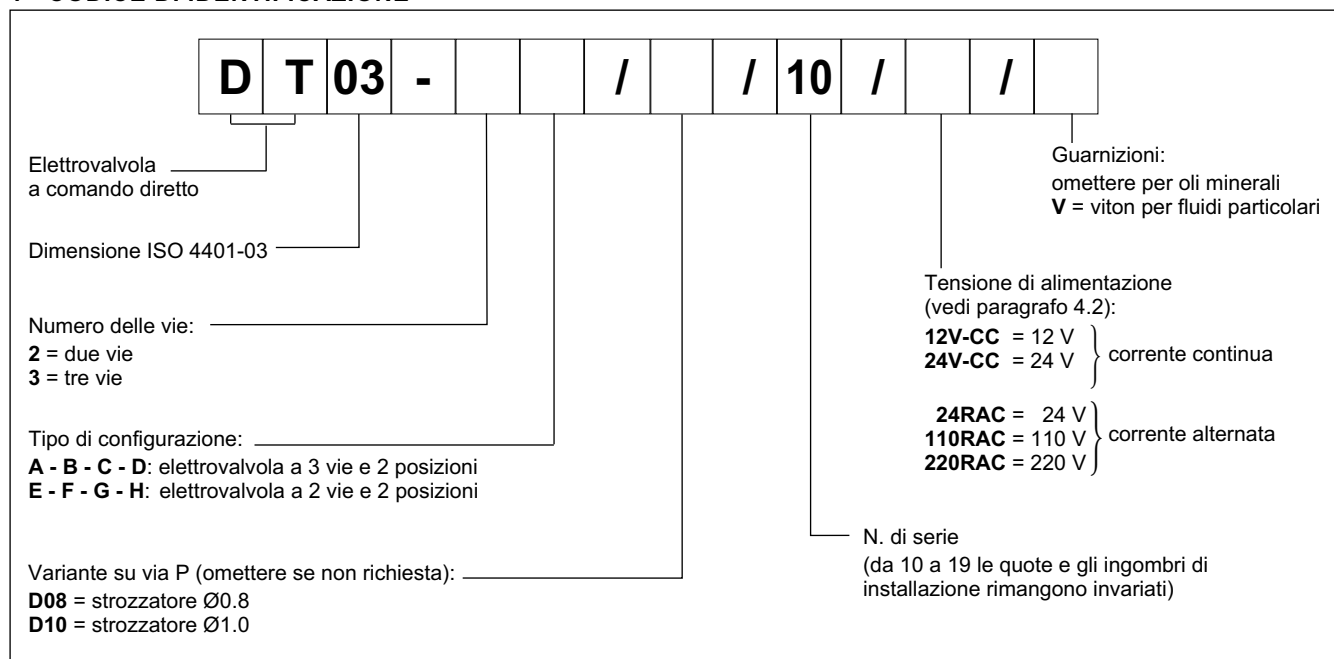 D T 03 - / / 10 / /
Elettrovalvola
a comando diretto
Dimensione ISO 4401-03
Numero delle vie:
2 = due vie
3 = tre vie
Tipo di configurazione:
A - B - C - D: elettrovalvola a 3 vie e 2 posizioni
E - F - G - H: elettrovalvola a 2 vie e 2 posizioni
Variante su via P (omettere se non richiesta):
D08 = strozzatore Ø0.8
D10 = strozzatore Ø1.0
Guarnizioni:
omettere per oli minerali
V = viton per fluidi particolari
Tensione di alimentazione
(vedi paragrafo 4.2):
12V-CC = 12 V
24V-CC = 24 V
corrente continua
24RAC = 24 V
110RAC = 110 V
220RAC = 220 V
corrente alternata
N. di serie
(da 10 a 19 le quote e gli ingombri di
installazione rimangono invariati)